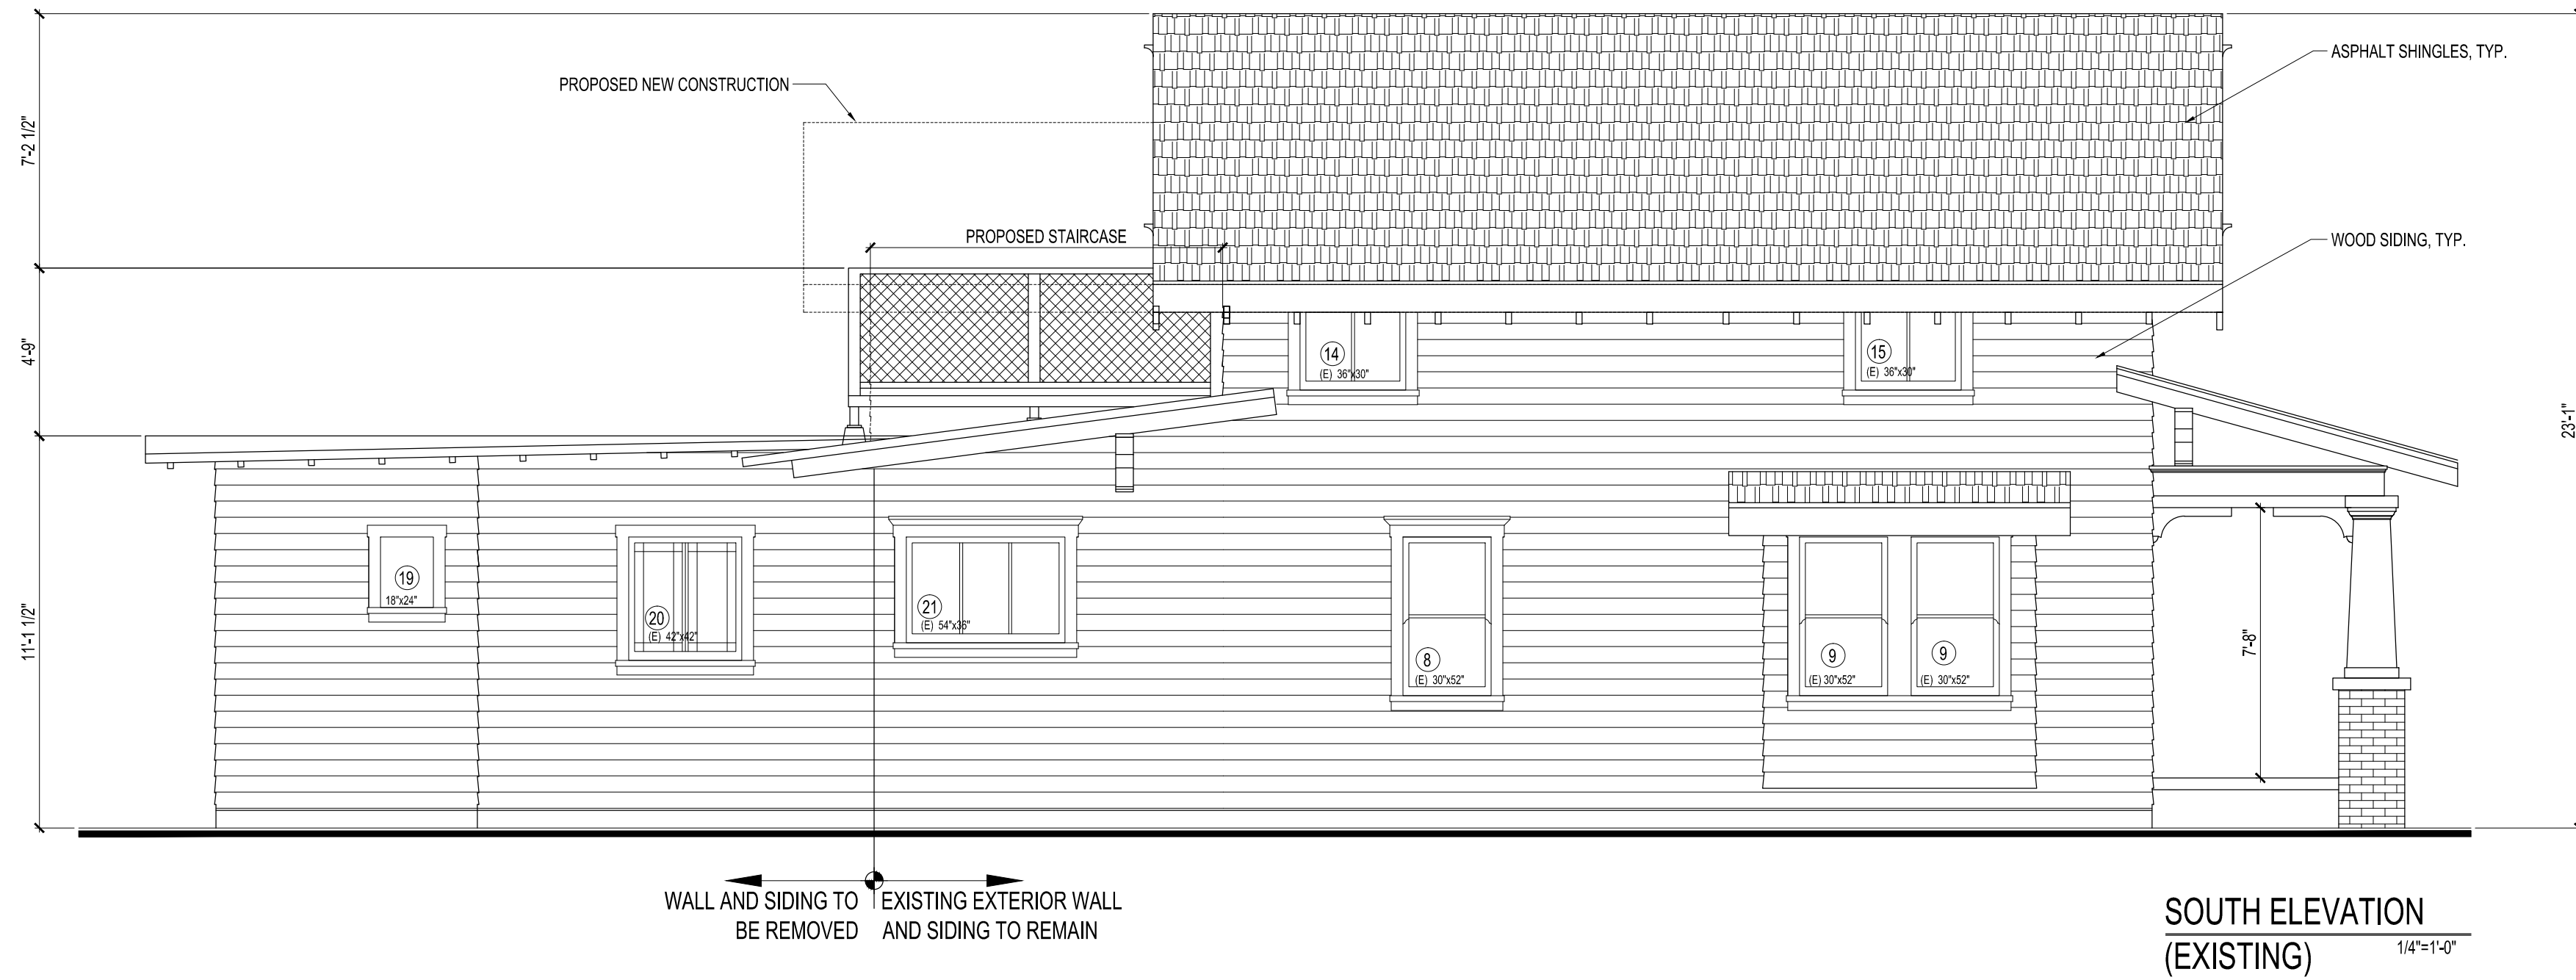 ASPHALT SHINGLES, TYP.
PROPOSED NEW CONSTRUCTION
7'-2 1/2"
PROPOSED STAIRCASE
WOOD SIDING, TYP.
4'-9"
14
(E) 36"x30"
15
(E) 36"x30"
23'-1"
11'-1 1/2"
19
18"x24"
20
(E) 42"x42"
21
(E) 54"x36"
8
(E) 30"x52"
9
(E) 30"x52"
9
(E) 30"x52"
7'-8"
WALL AND SIDING TO
BE REMOVED
EXISTING EXTERIOR WALL
AND SIDING TO REMAIN
SOUTH ELEVATION
(EXISTING)
1/4"=1'-0"